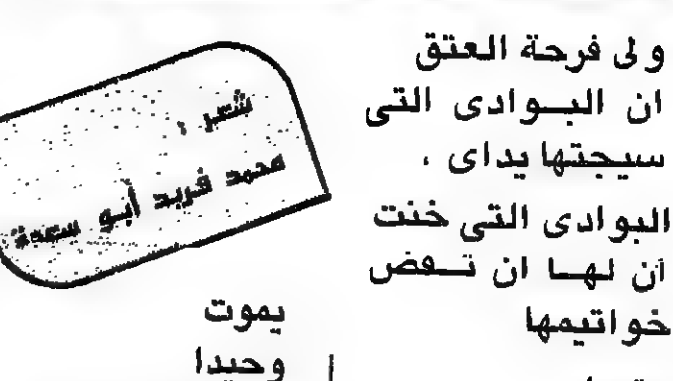 ولى فرحة العتق
ان البوادى التى
سيجتها يداى .
البوادى التى خنت
آن لها ان تفض
خواتيمها
شعر :
محمد فريد أبو سعدة
يموت
وحيدا